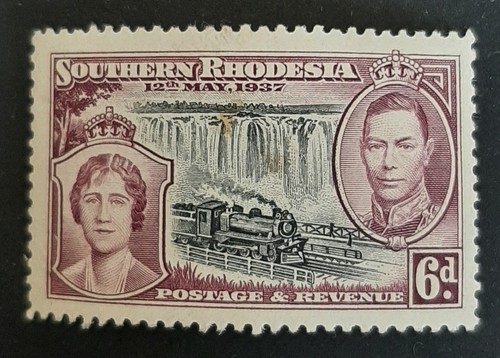 SOUTHERN RHODESIA
12th MAY, 1937
6d.
POSTAGE & REVENUE